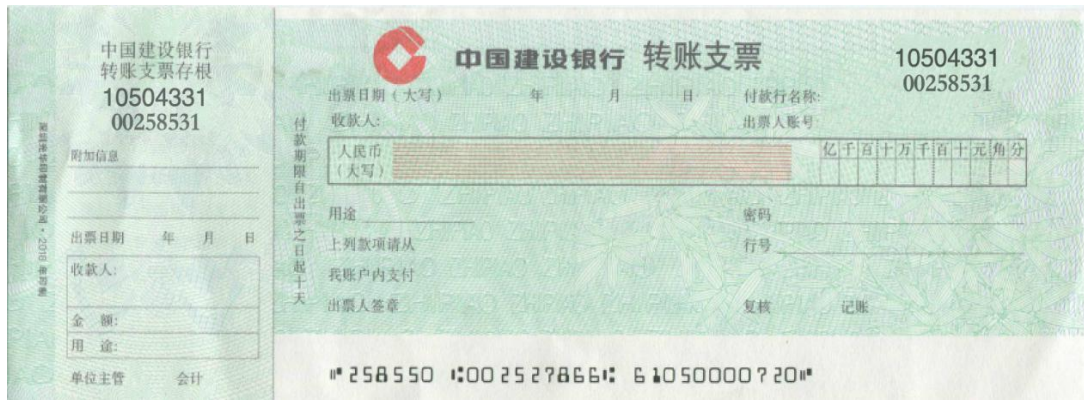 中国建设银行
转账支票存根
10504331
00258531
附加信息
出票日期 年 月 日
收款人:
金 额:
用 途:
单位主管 会计
付款期限自出票之日起十天
中国建设银行 转账支票
10504331
00258531
出票日期(大写) 年 月 日 付款行名称:
收款人: 出票人账号:
人民币
(大写)
亿千百十万千百十元角分
用途 密码
上列款项请从 行号
我账户内支付
出票人签章 复核 记账
⑈258550 ⑆002527866⑆ 61050000720⑈